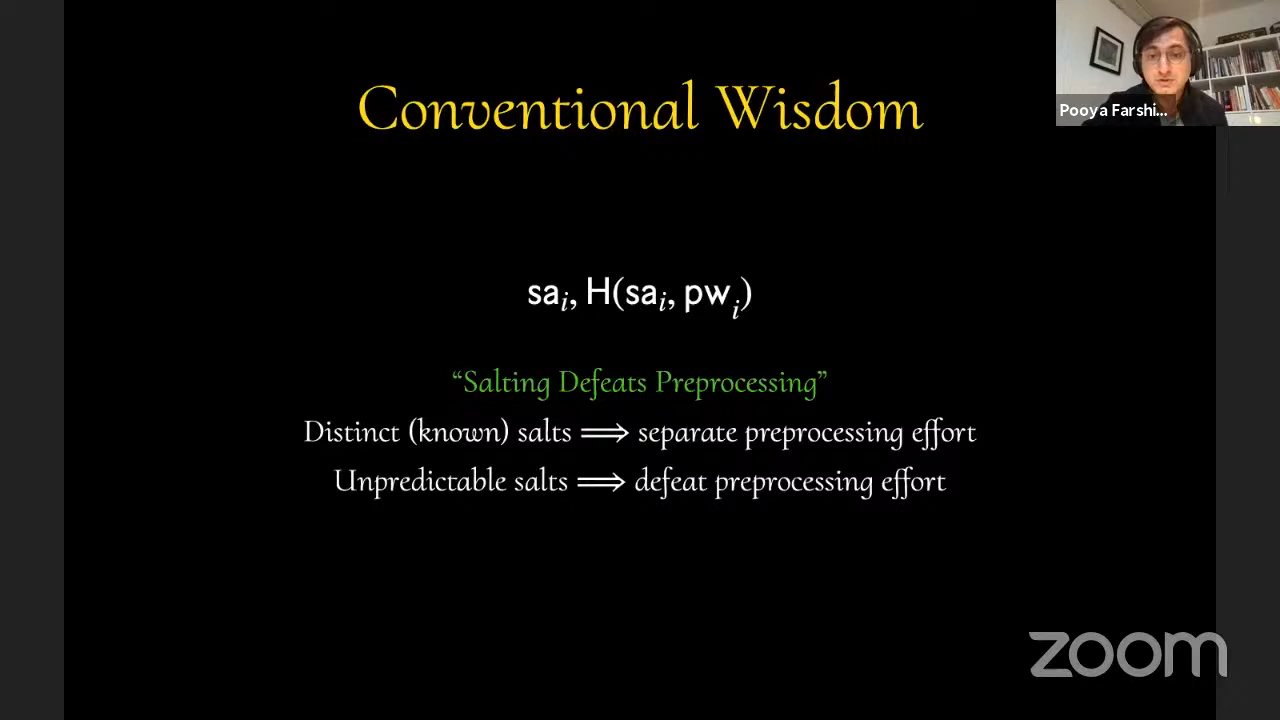 Conventional Wisdom
Pooya Farshi...
saᵢ, H(saᵢ, pwᵢ)
“Salting Defeats Preprocessing”
Distinct (known) salts ⟹ separate preprocessing effort
Unpredictable salts ⟹ defeat preprocessing effort
zoom